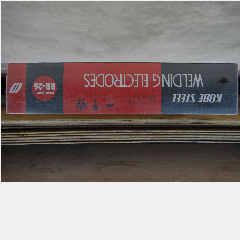 KOBE STEEL
WELDING ELECTRODES
RB-26